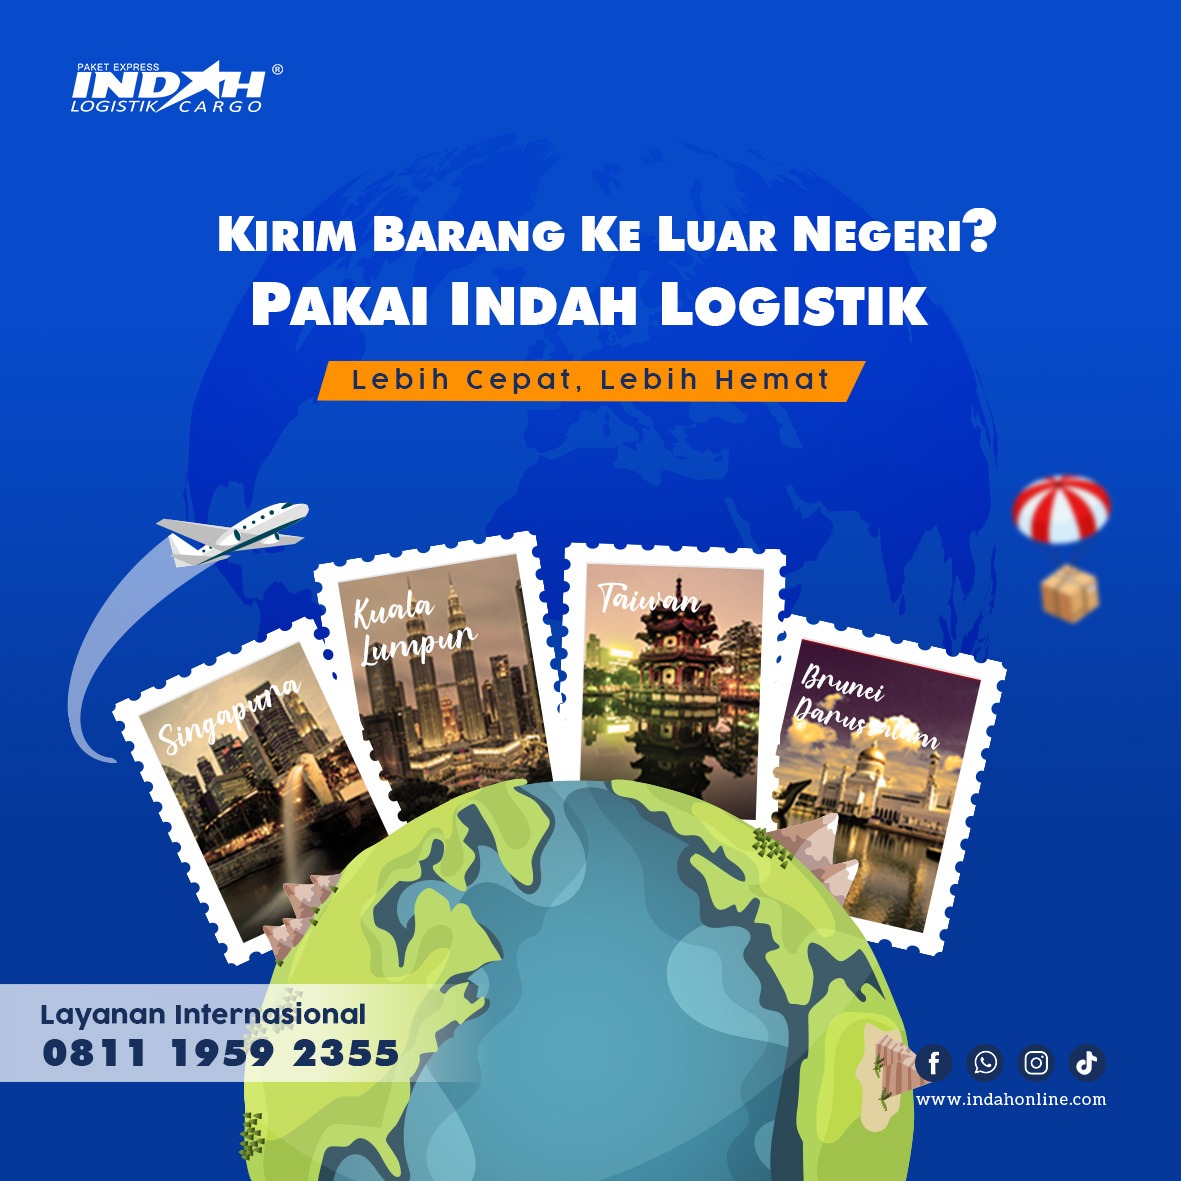 PAKET EXPRESS
INDAH®
LOGISTIK CARGO
KIRIM BARANG KE LUAR NEGERI?
PAKAI INDAH LOGISTIK
Lebih Cepat, Lebih Hemat
Singapura
Kuala
Lumpur
Taiwan
Brunei
Darussalam
Layanan Internasional
0811 1959 2355
www.indahonline.com